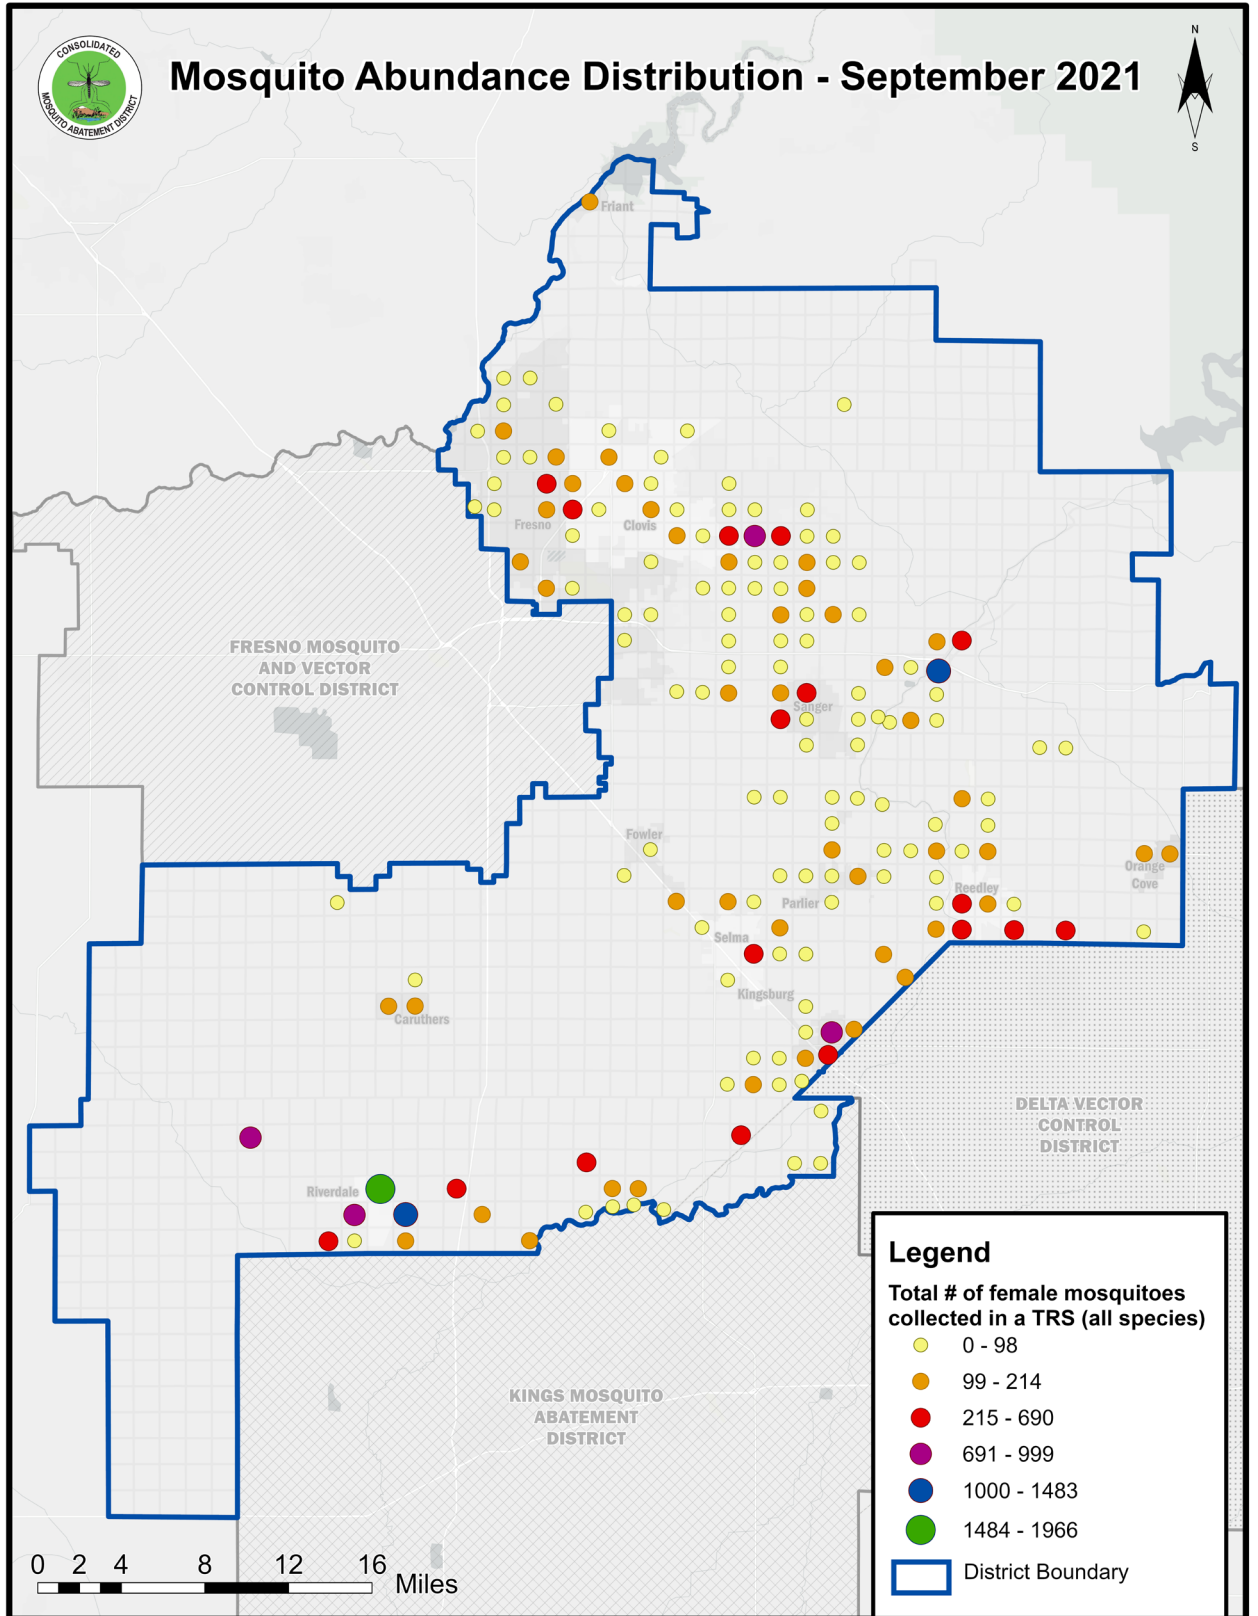 CONSOLIDATED
MOSQUITO ABATEMENT DISTRICT
Mosquito Abundance Distribution - September 2021
N
S
Friant
Fresno
Clovis
FRESNO MOSQUITO
AND VECTOR
CONTROL DISTRICT
Sanger
Fowler
Orange
Cove
Reedley
Parlier
Selma
Kingsburg
Caruthers
DELTA VECTOR
CONTROL
DISTRICT
Riverdale
KINGS MOSQUITO
ABATEMENT
DISTRICT
Legend
Total # of female mosquitoes
collected in a TRS (all species)
0 - 98
99 - 214
215 - 690
691 - 999
1000 - 1483
1484 - 1966
District Boundary
0 2 4 8 12 16
Miles